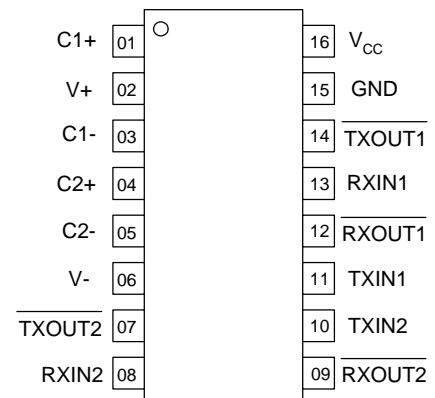 C1+ 01 16 VCC
V+ 02 15 GND
C1- 03 14 TXOUT1
C2+ 04 13 RXIN1
C2- 05 12 RXOUT1
V- 06 11 TXIN1
TXOUT2 07 10 TXIN2
RXIN2 08 09 RXOUT2